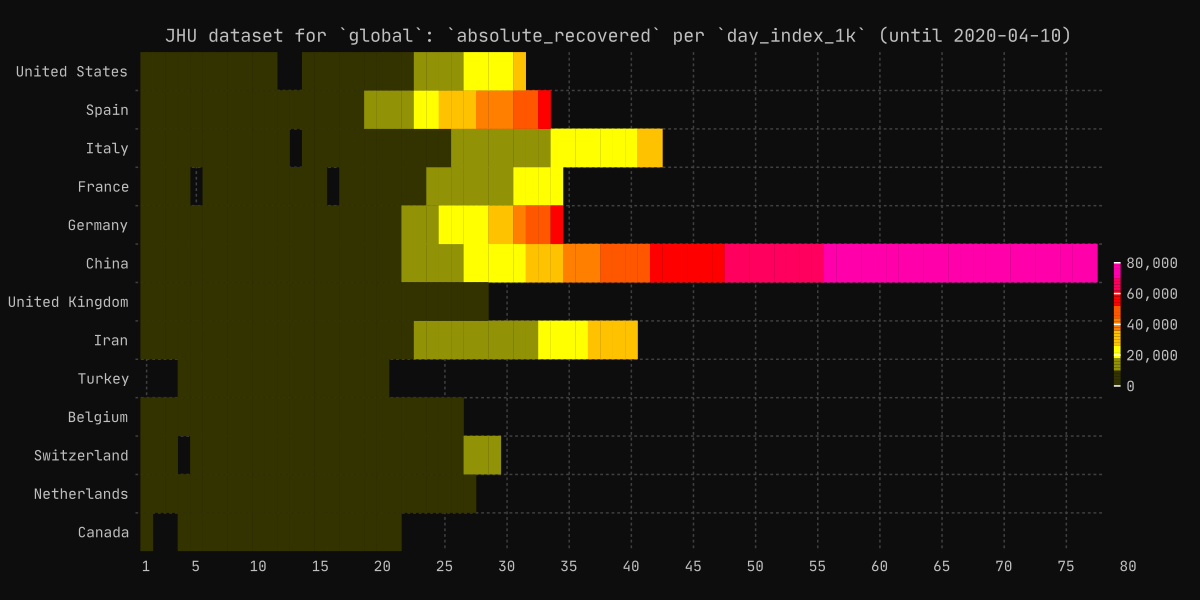 JHU dataset for `global`: `absolute_recovered` per `day_index_1k` (until 2020-04-10)
United States
Spain
Italy
France
Germany
China
United Kingdom
Iran
Turkey
Belgium
Switzerland
Netherlands
Canada
80,000
60,000
40,000
20,000
0
1 5 10 15 20 25 30 35 40 45 50 55 60 65 70 75 80